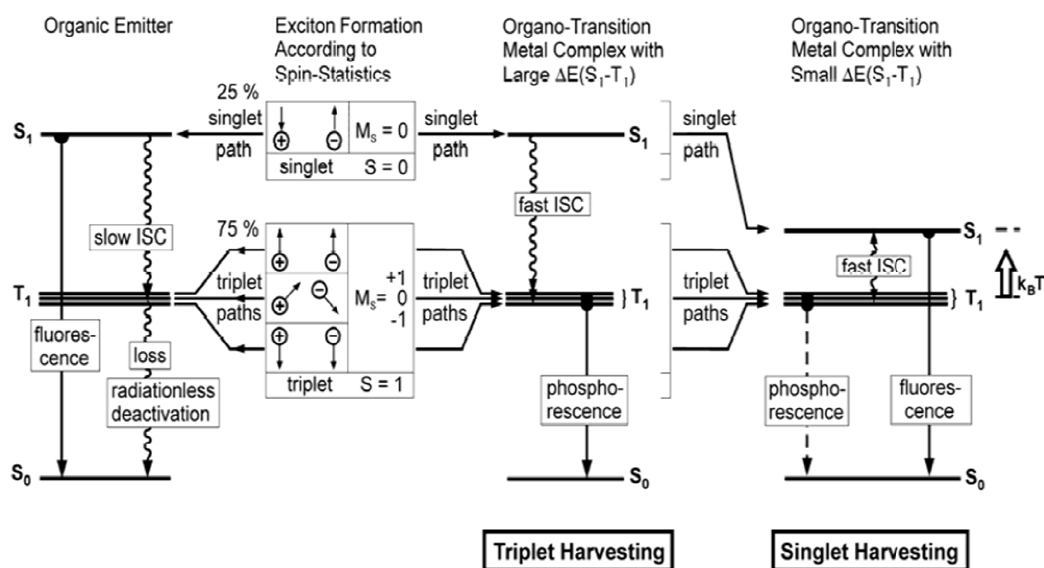 Organic Emitter
Exciton Formation
According to
Spin-Statistics
Organo-Transition
Metal Complex with
Large ΔE(S₁-T₁)
Organo-Transition
Metal Complex with
Small ΔE(S₁-T₁)
25 %
singlet
path
S₁
↓ ↑
⊕ ⊖
Mₛ = 0
singlet S = 0
singlet
path
S₁
singlet
path
slow ISC
fast ISC
75 %
triplet
paths
T₁
↑ ↑
⊕ ⊖
⊕ ⊖
⊕ ⊖
↓ ↓
+1
Mₛ= 0
-1
triplet S = 1
triplet
paths
} T₁
triplet
paths
S₁
fast ISC
} T₁
k_BT
fluores-
cence
loss
radiationless
deactivation
phospho-
rescence
phospho-
rescence
fluores-
cence
S₀
S₀
S₀
Triplet Harvesting
Singlet Harvesting